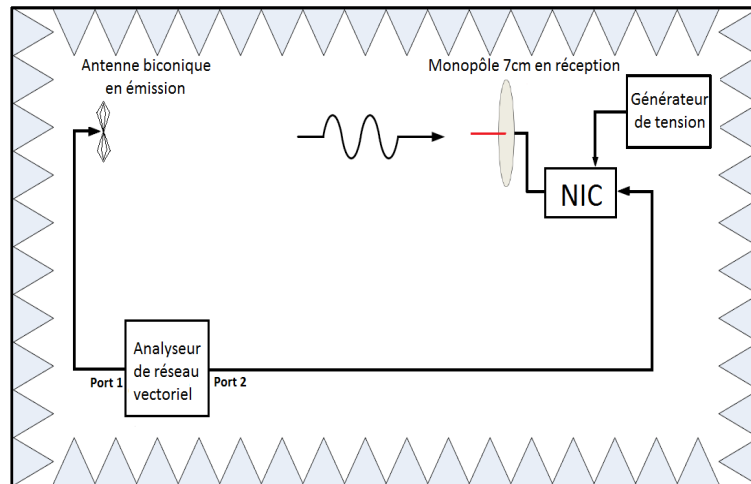 Antenne biconique
en émission
Monopôle 7cm en réception
Générateur
de tension
NIC
Analyseur
de réseau
vectoriel
Port 1
Port 2